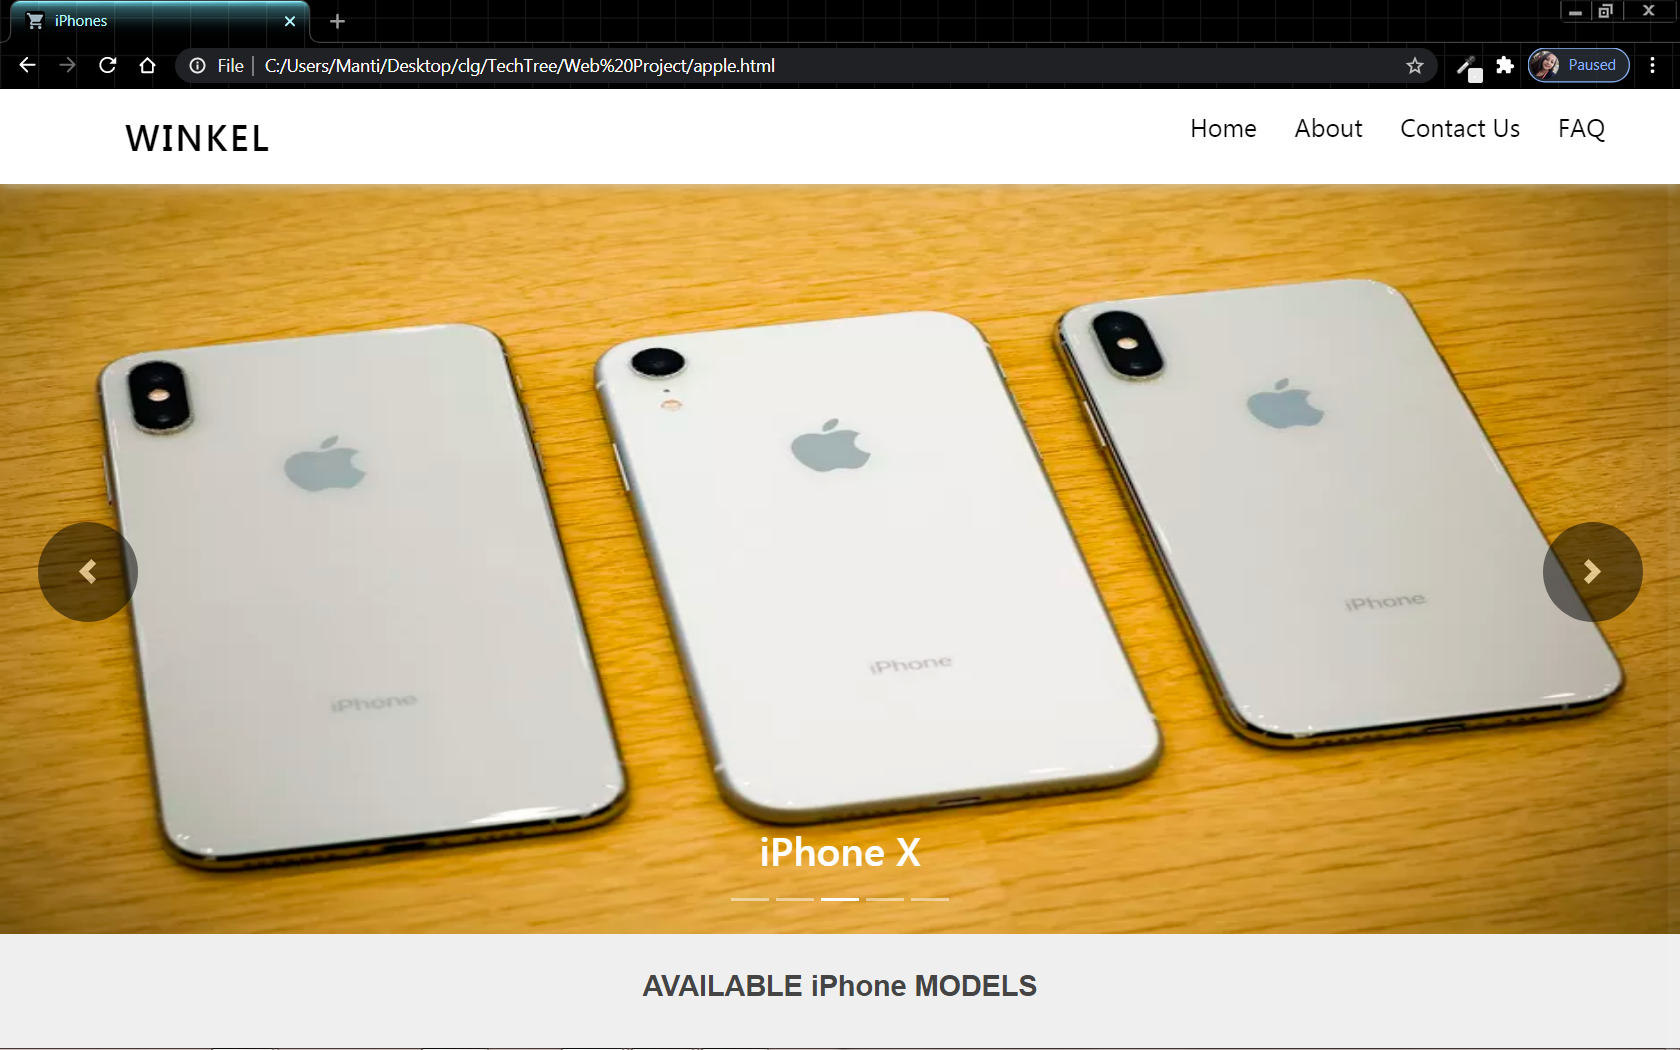 iPhones
File
C:/Users/Manti/Desktop/clg/TechTree/Web%20Project/apple.html
Paused
WINKEL
Home
About
Contact Us
FAQ
iPhone
iPhone
iPhone
iPhone X
AVAILABLE iPhone MODELS